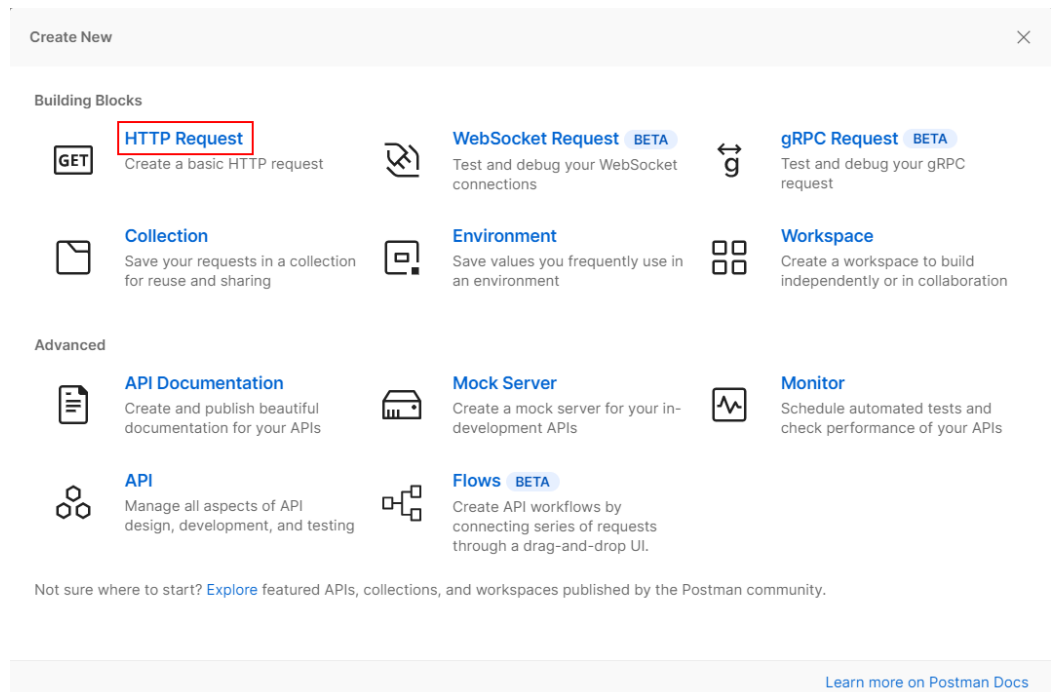 Create New
Building Blocks
GET
HTTP Request
Create a basic HTTP request
WebSocket Request BETA
Test and debug your WebSocket
connections
g
gRPC Request BETA
Test and debug your gRPC
request
Collection
Save your requests in a collection
for reuse and sharing
Environment
Save values you frequently use in
an environment
Workspace
Create a workspace to build
independently or in collaboration
Advanced
API Documentation
Create and publish beautiful
documentation for your APIs
Mock Server
Create a mock server for your in-
development APIs
Monitor
Schedule automated tests and
check performance of your APIs
API
Manage all aspects of API
design, development, and testing
Flows BETA
Create API workflows by
connecting series of requests
through a drag-and-drop UI.
Not sure where to start? Explore featured APIs, collections, and workspaces published by the Postman community.
Learn more on Postman Docs